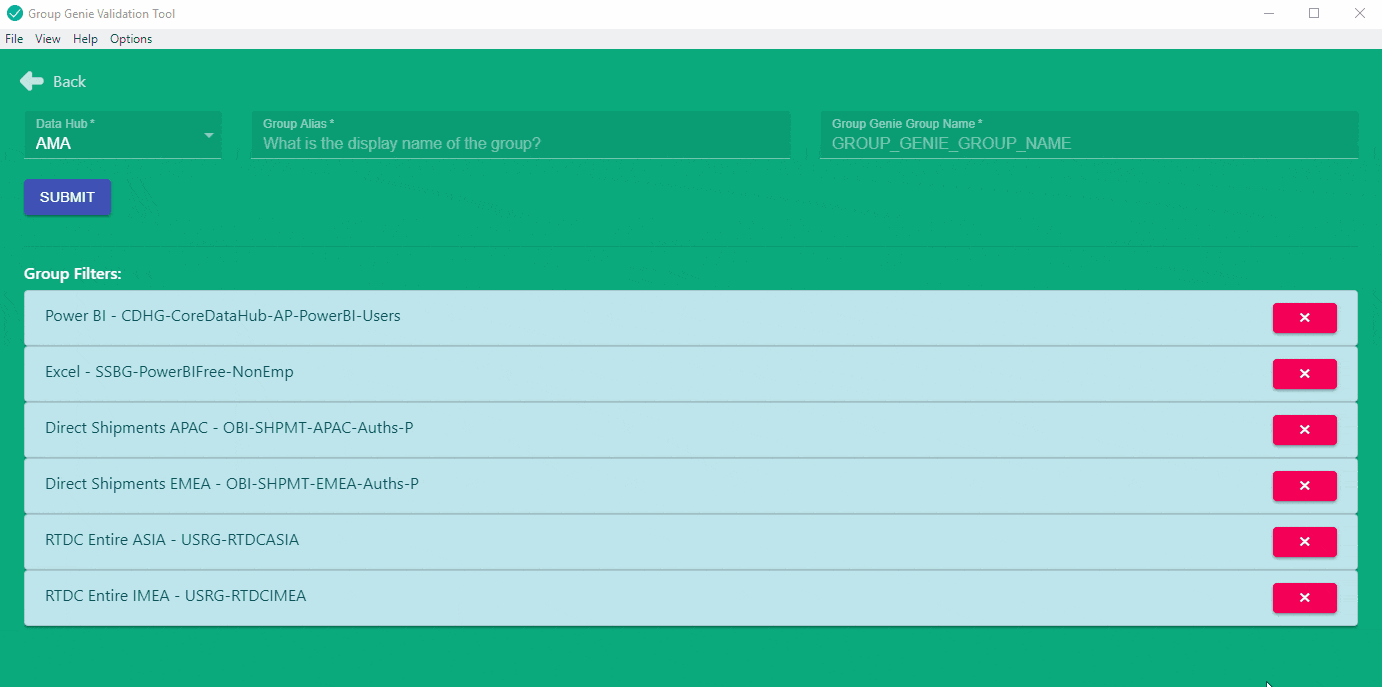 Group Genie Validation Tool
File View Help Options
Back
Data Hub *
AMA
Group Alias *
What is the display name of the group?
Group Genie Group Name *
GROUP_GENIE_GROUP_NAME
SUBMIT
Group Filters:
Power BI - CDHG-CoreDataHub-AP-PowerBI-Users
Excel - SSBG-PowerBIFree-NonEmp
Direct Shipments APAC - OBI-SHPMT-APAC-Auths-P
Direct Shipments EMEA - OBI-SHPMT-EMEA-Auths-P
RTDC Entire ASIA - USRG-RTDCASIA
RTDC Entire IMEA - USRG-RTDCIMEA